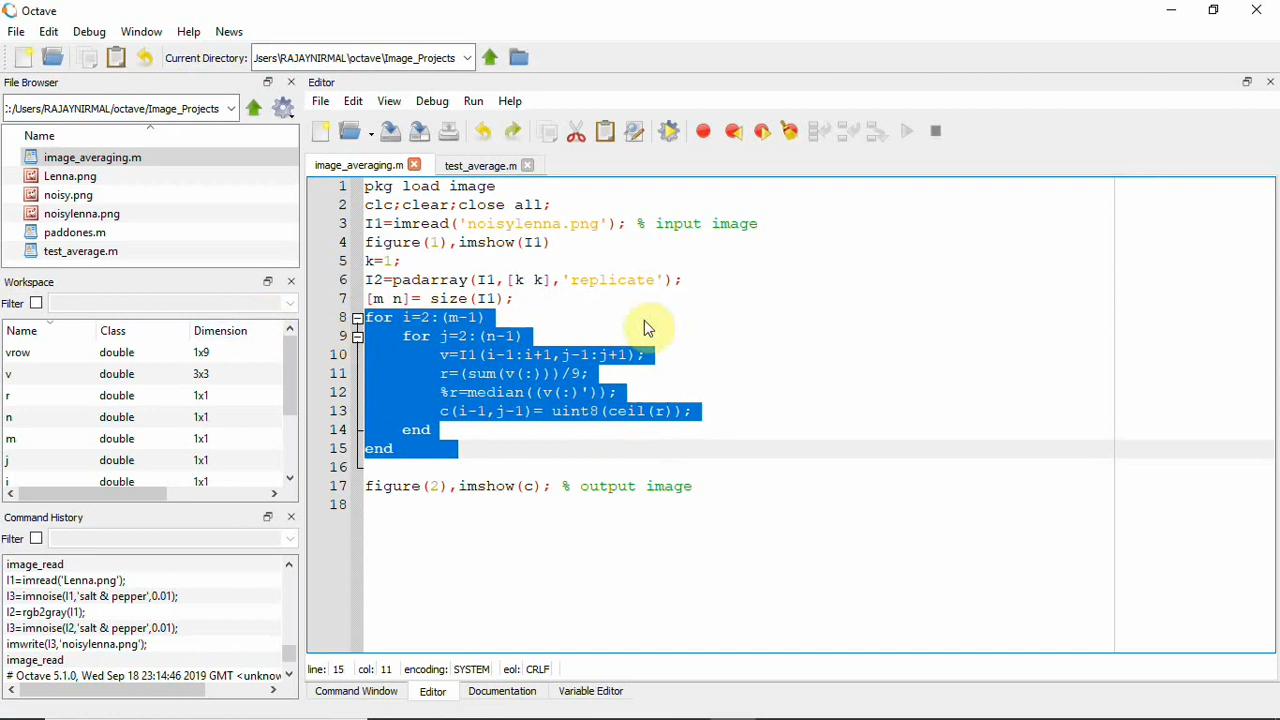 Octave
File Edit Debug Window Help News
Current Directory: Jsers\RAJAYNIRMAL\octave\Image_Projects
File Browser
:/Users/RAJAYNIRMAL/octave/Image_Projects
Name
image_averaging.m
Lenna.png
noisy.png
noisylenna.png
paddones.m
test_average.m
Workspace
Filter
Name Class Dimension
vrow double 1x9
v double 3x3
r double 1x1
n double 1x1
m double 1x1
j double 1x1
i double 1x1
Command History
Filter
image_read
I1=imread('Lenna.png');
I3=imnoise(I1,'salt & pepper',0.01);
I2=rgb2gray(I1);
I3=imnoise(I2,'salt & pepper',0.01);
imwrite(I3,'noisylenna.png');
image_read
# Octave 5.1.0, Wed Sep 18 23:14:46 2019 GMT <unknow
Editor
File Edit View Debug Run Help
image_averaging.m test_average.m
1 pkg load image
2 clc;clear;close all;
3 I1=imread('noisylenna.png'); % input image
4 figure(1),imshow(I1)
5 k=1;
6 I2=padarray(I1,[k k],'replicate');
7 [m n]= size(I1);
8 for i=2:(m-1)
9 for j=2:(n-1)
10 v=I1(i-1:i+1,j-1:j+1);
11 r=(sum(v(:)))/9;
12 %r=median((v(:)'));
13 c(i-1,j-1)= uint8(ceil(r));
14 end
15 end
16
17 figure(2),imshow(c); % output image
18
line: 15 col: 11 encoding: SYSTEM eol: CRLF
Command Window Editor Documentation Variable Editor